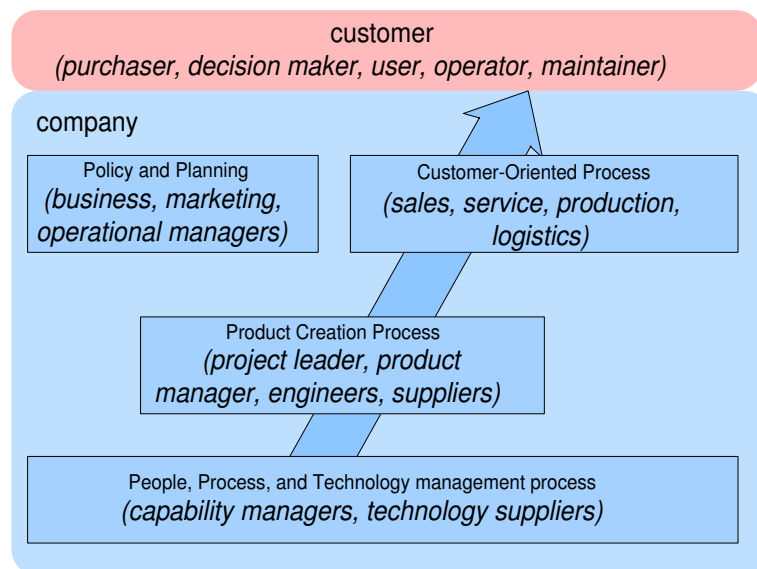 customer
(purchaser, decision maker, user, operator, maintainer)
company
Policy and Planning
(business, marketing,
operational managers)
Customer-Oriented Process
(sales, service, production,
logistics)
Product Creation Process
(project leader, product
manager, engineers, suppliers)
People, Process, and Technology management process
(capability managers, technology suppliers)